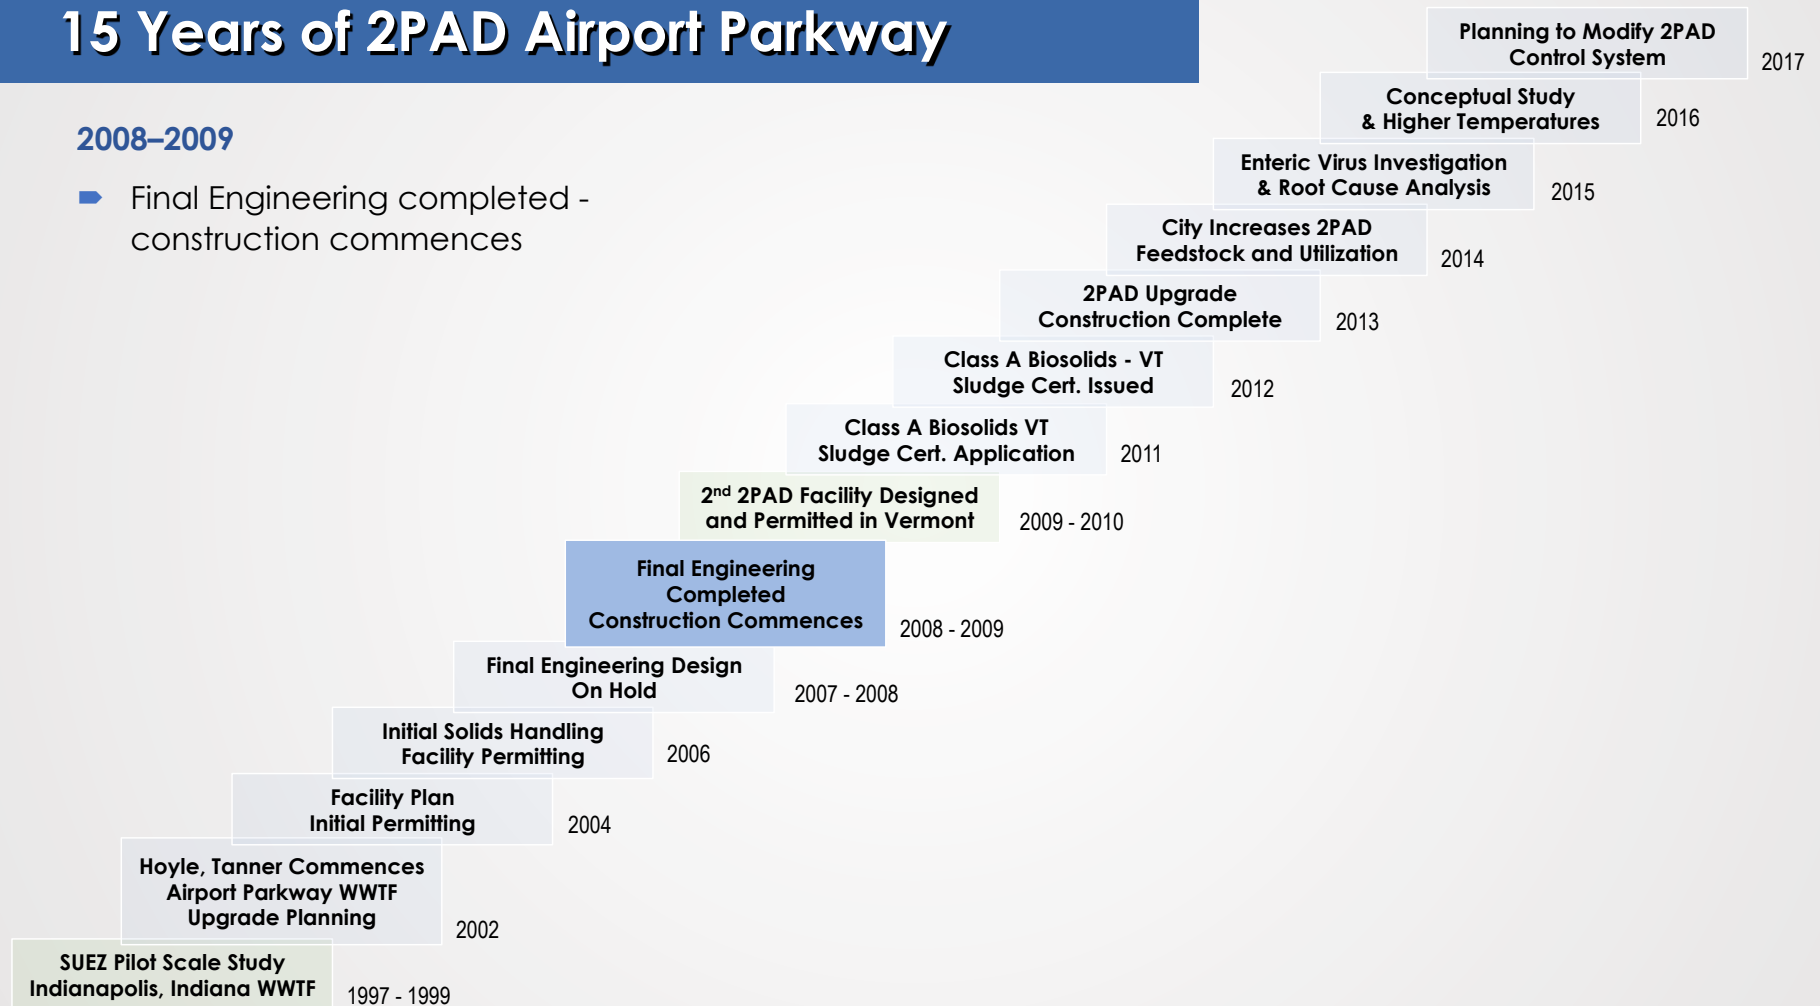 15 Years of 2PAD Airport Parkway
2008–2009
Final Engineering completed -
construction commences
Planning to Modify 2PAD
Control System
2017
Conceptual Study
& Higher Temperatures
2016
Enteric Virus Investigation
& Root Cause Analysis
2015
City Increases 2PAD
Feedstock and Utilization
2014
2PAD Upgrade
Construction Complete
2013
Class A Biosolids - VT
Sludge Cert. Issued
2012
Class A Biosolids VT
Sludge Cert. Application
2011
2nd 2PAD Facility Designed
and Permitted in Vermont
2009 - 2010
Final Engineering
Completed
Construction Commences
2008 - 2009
Final Engineering Design
On Hold
2007 - 2008
Initial Solids Handling
Facility Permitting
2006
Facility Plan
Initial Permitting
2004
Hoyle, Tanner Commences
Airport Parkway WWTF
Upgrade Planning
2002
SUEZ Pilot Scale Study
Indianapolis, Indiana WWTF
1997 - 1999